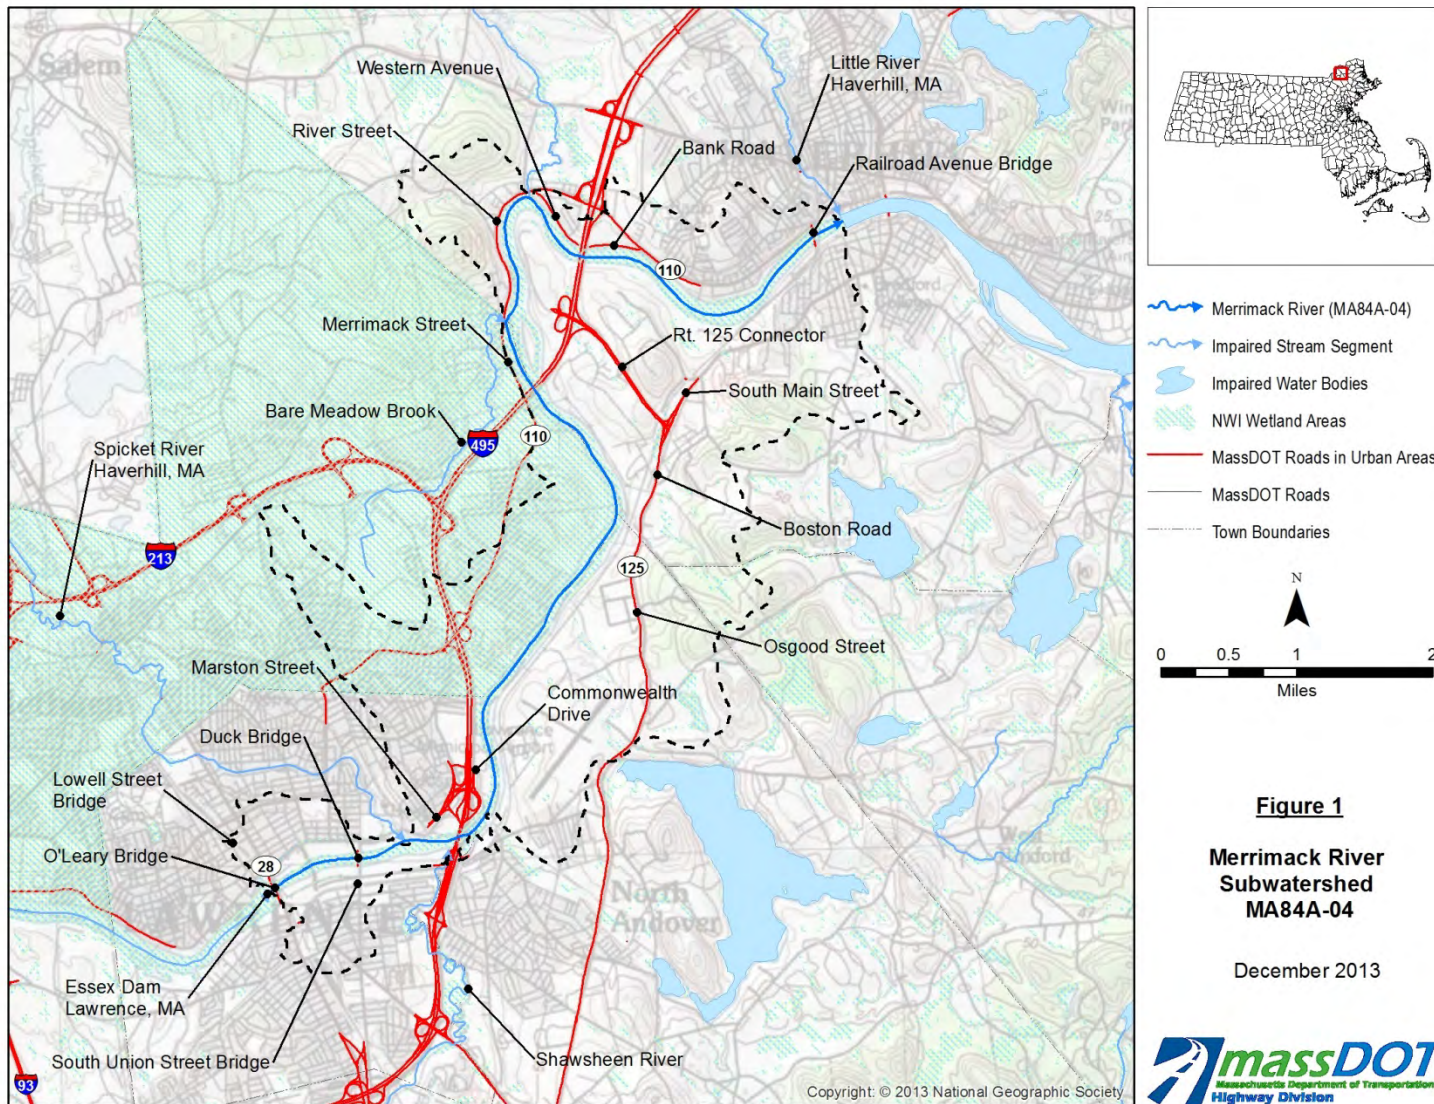 Salem
Western Avenue
River Street
Little River
Haverhill, MA
Bank Road
Railroad Avenue Bridge
110
Merrimack Street
Rt. 125 Connector
South Main Street
Bare Meadow Brook
495
110
Spicket River
Haverhill, MA
213
Boston Road
125
Osgood Street
Marston Street
Commonwealth
Drive
Duck Bridge
Lowell Street
Bridge
O'Leary Bridge
28
North
Andover
Essex Dam
Lawrence, MA
South Union Street Bridge
Shawsheen River
93
Copyright: © 2013 National Geographic Society
Merrimack River (MA84A-04)
Impaired Stream Segment
Impaired Water Bodies
NWI Wetland Areas
MassDOT Roads in Urban Areas
MassDOT Roads
Town Boundaries
N
0 0.5 1 2
Miles
Figure 1
Merrimack River
Subwatershed
MA84A-04
December 2013
massDOT
Massachusetts Department of Transportation
Highway Division